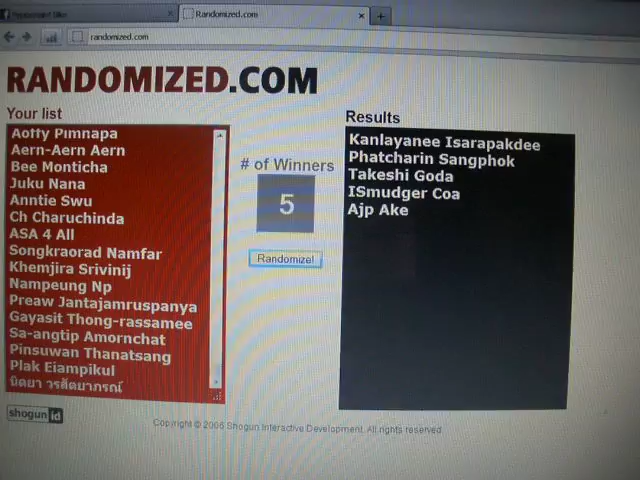 Randomized.com
randomized.com
RANDOMIZED.COM
Your list
Aoffy Pimnapa
Aern-Aern Aern
Bee Monticha
Juku Nana
Anntie Swu
Ch Charuchinda
ASA 4 All
Songkraorad Namfar
Khemjira Srivinij
Nampeung Np
Preaw Jantajamruspanya
Gayasit Thong-rassamee
Sa-angtip Amornchat
Pinsuwan Thanatsang
Plak Eiampikul
นิตยา วรสัตยาภรณ์
# of Winners
5
Randomize!
Results
Kanlayanee Isarapakdee
Phatcharin Sangphok
Takeshi Goda
ISmudger Coa
Ajp Ake
shogun id
Copyright © 2006 Shogun Interactive Development. All rights reserved.